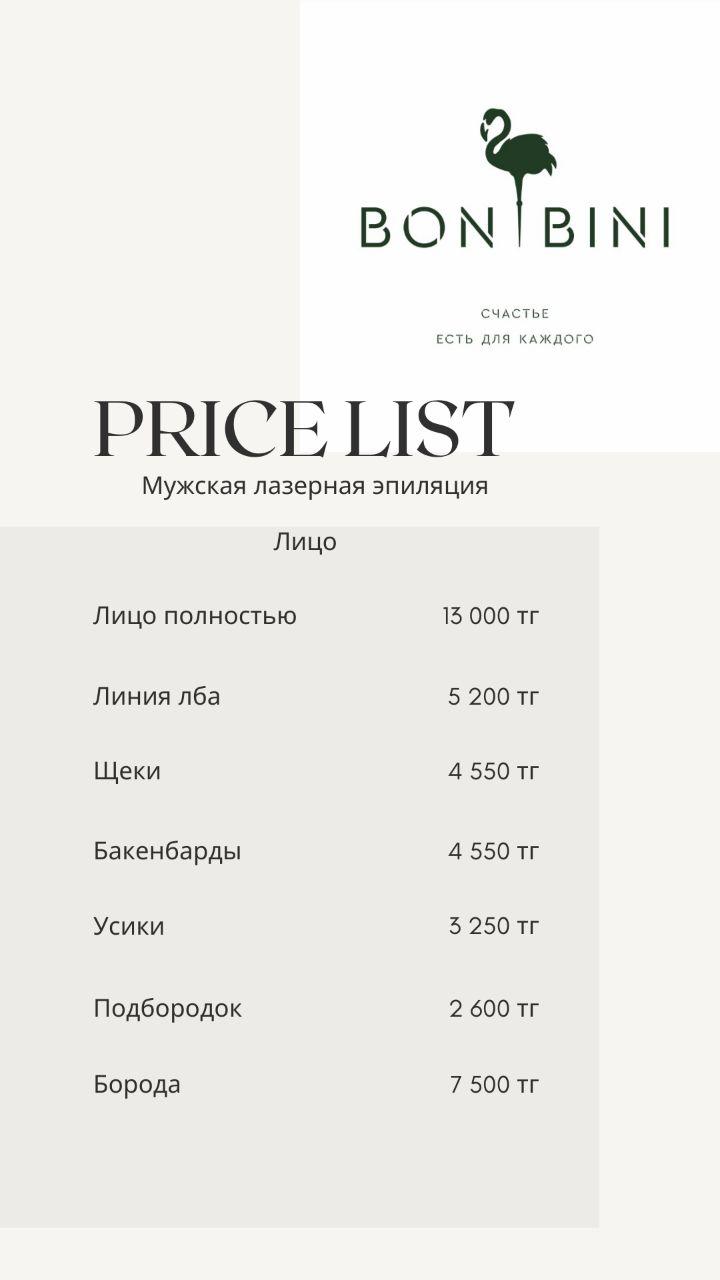 BONBINI
СЧАСТЬЕ
ЕСТЬ ДЛЯ КАЖДОГО
PRICE LIST
Мужская лазерная эпиляция
Лицо
Лицо полностью 13 000 тг
Линия лба 5 200 тг
Щеки 4 550 тг
Бакенбарды 4 550 тг
Усики 3 250 тг
Подбородок 2 600 тг
Борода 7 500 тг